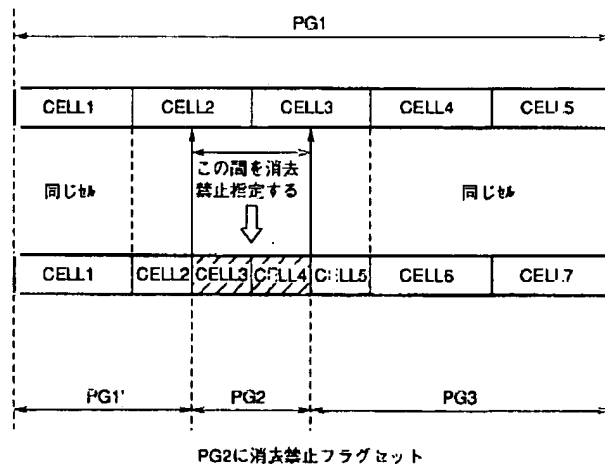 PG1
CELL1 CELL2 CELL3 CELL4 CELL5
同じセル この間を消去 同じセル
禁止指定する
CELL1 CELL2 CELL3 CELL4 CELL5 CELL6 CELL7
PG1' PG2 PG3
PG2に消去禁止フラグセット